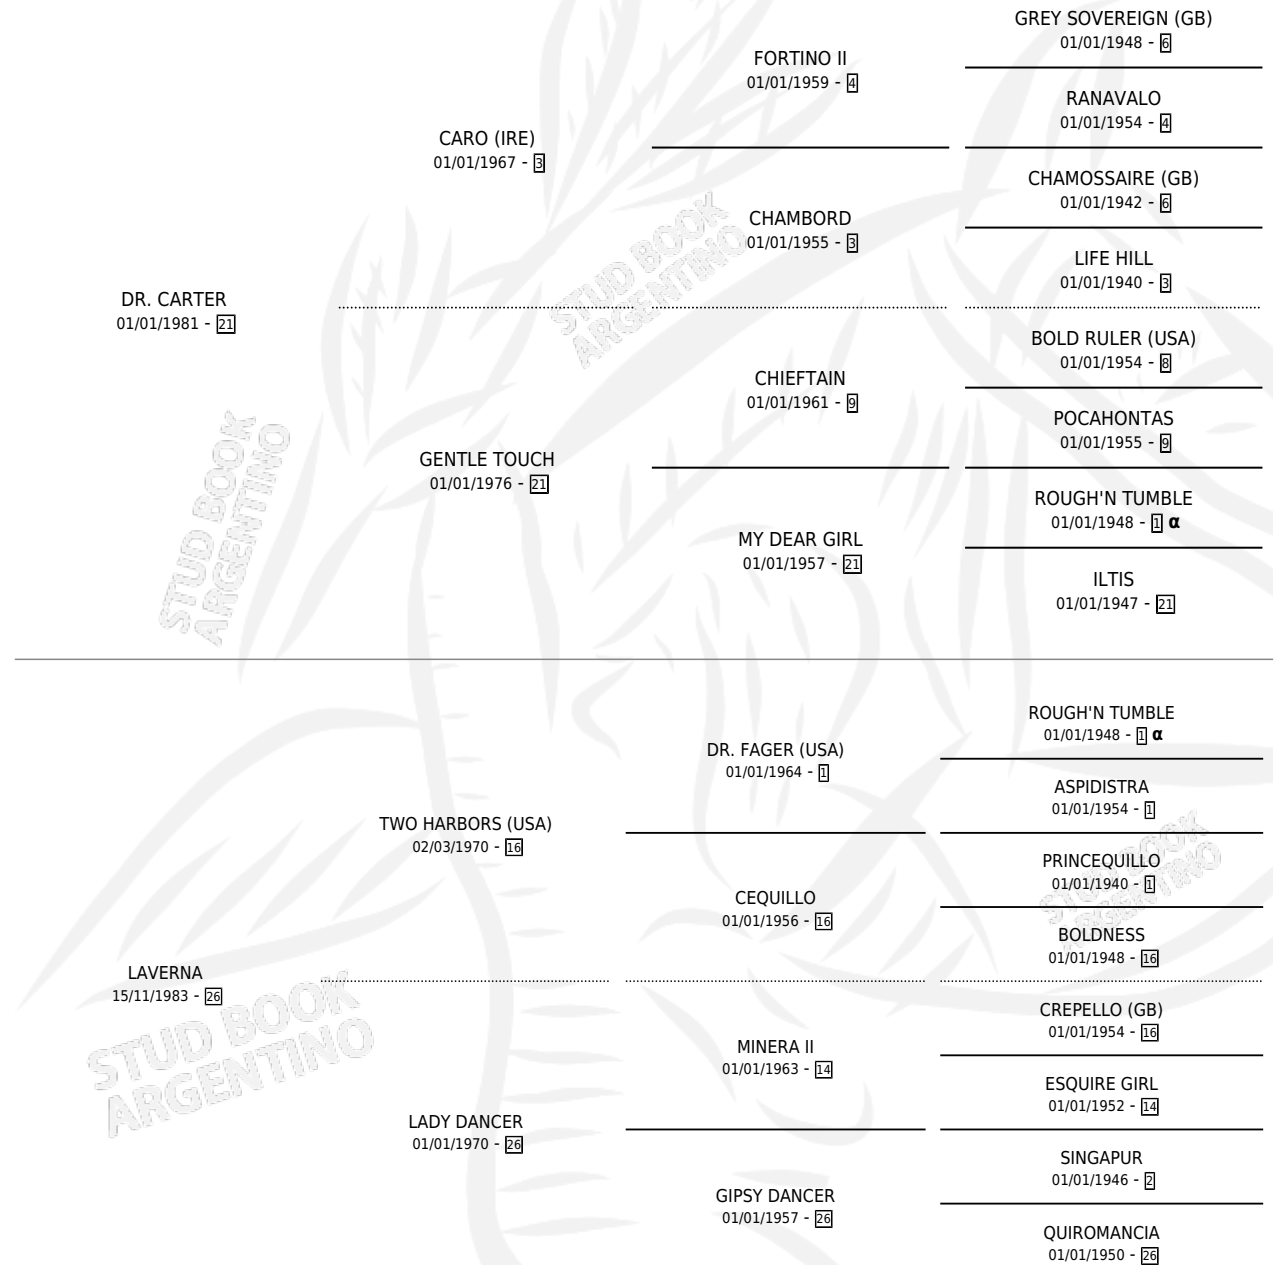 GREY SOVEREIGN (GB)
01/01/1948 - 6
FORTINO II
01/01/1959 - 4
RANAVALO
01/01/1954 - 4
CARO (IRE)
01/01/1967 - 3
CHAMOSSAIRE (GB)
01/01/1942 - 6
CHAMBORD
01/01/1955 - 3
LIFE HILL
01/01/1940 - 3
DR. CARTER
01/01/1981 - 21
STUD BOOK
ARGENTINO
BOLD RULER (USA)
01/01/1954 - 8
CHIEFTAIN
01/01/1961 - 9
POCAHONTAS
01/01/1955 - 9
GENTLE TOUCH
01/01/1976 - 21
ROUGH'N TUMBLE
01/01/1948 - 1 α
MY DEAR GIRL
01/01/1957 - 21
ILTIS
01/01/1947 - 21
STUD BOOK
ARGENTINO
ROUGH'N TUMBLE
01/01/1948 - 1 α
DR. FAGER (USA)
01/01/1964 - 1
ASPIDISTRA
01/01/1954 - 1
TWO HARBORS (USA)
02/03/1970 - 16
PRINCEQUILLO
01/01/1940 - 1
CEQUILLO
01/01/1956 - 16
BOLDNESS
01/01/1948 - 16
STUD BOOK
ARGENTINO
LAVERNA
15/11/1983 - 26
CREPELLO (GB)
01/01/1954 - 16
MINERA II
01/01/1963 - 14
ESQUIRE GIRL
01/01/1952 - 14
STUD BOOK
ARGENTINO
LADY DANCER
01/01/1970 - 26
SINGAPUR
01/01/1946 - 2
GIPSY DANCER
01/01/1957 - 26
QUIROMANCIA
01/01/1950 - 26